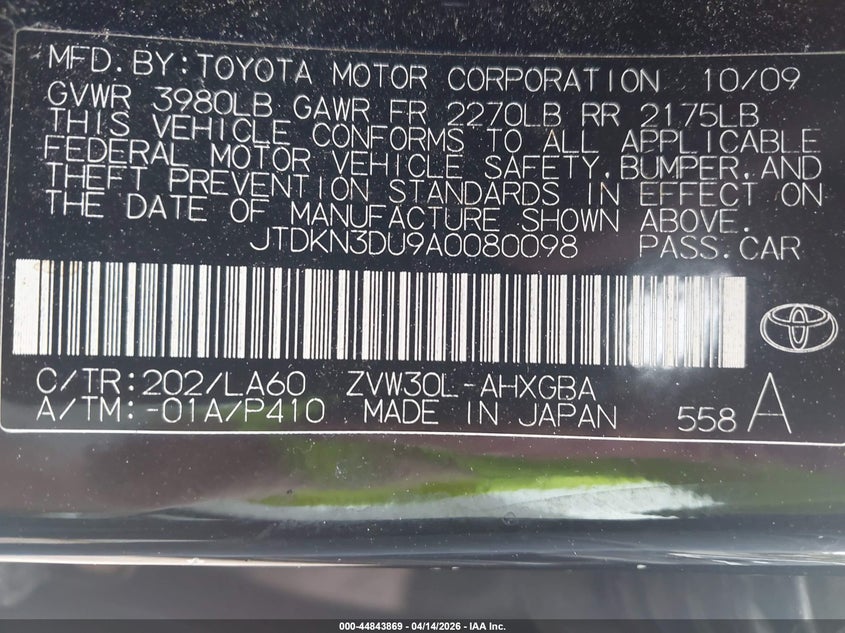 MFD. BY: TOYOTA MOTOR CORPORATION 10/09
GVWR 3980LB GAWR FR 2270LB RR 2175LB
THIS VEHICLE CONFORMS TO ALL APPLICABLE
FEDERAL MOTOR VEHICLE SAFETY, BUMPER, AND
THEFT PREVENTION STANDARDS IN EFFECT ON
THE DATE OF MANUFACTURE SHOWN ABOVE.
JTDKN3DU9A0080098 PASS. CAR
C/TR: 202/LA60 ZVW30L-AHXGBA
A/TM: -01A/P410 MADE IN JAPAN 558 A
000-44843869 - 04/14/2026 - IAA Inc.